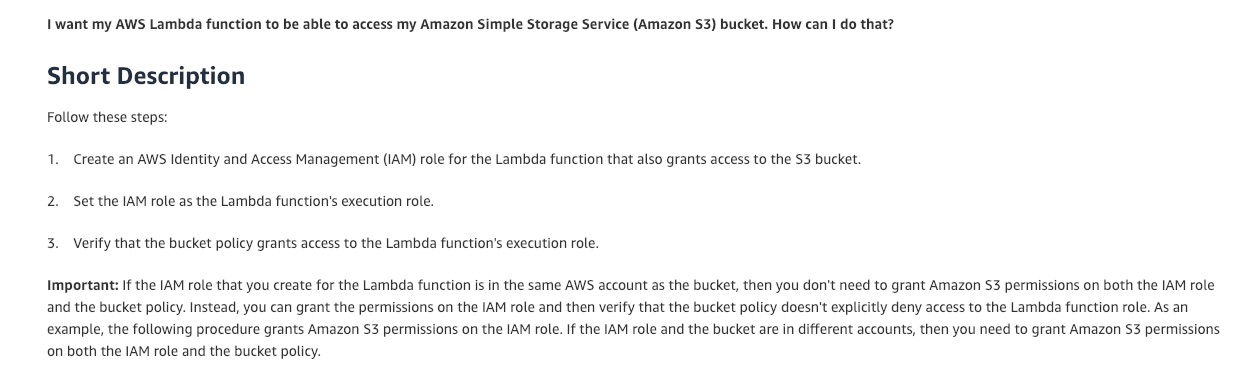 I want my AWS Lambda function to be able to access my Amazon Simple Storage Service (Amazon S3) bucket. How can I do that?
Short Description
Follow these steps:
1. Create an AWS Identity and Access Management (IAM) role for the Lambda function that also grants access to the S3 bucket.
2. Set the IAM role as the Lambda function's execution role.
3. Verify that the bucket policy grants access to the Lambda function's execution role.
Important: If the IAM role that you create for the Lambda function is in the same AWS account as the bucket, then you don't need to grant Amazon S3 permissions on both the IAM role
and the bucket policy. Instead, you can grant the permissions on the IAM role and then verify that the bucket policy doesn't explicitly deny access to the Lambda function role. As an
example, the following procedure grants Amazon S3 permissions on the IAM role. If the IAM role and the bucket are in different accounts, then you need to grant Amazon S3 permissions
on both the IAM role and the bucket policy.